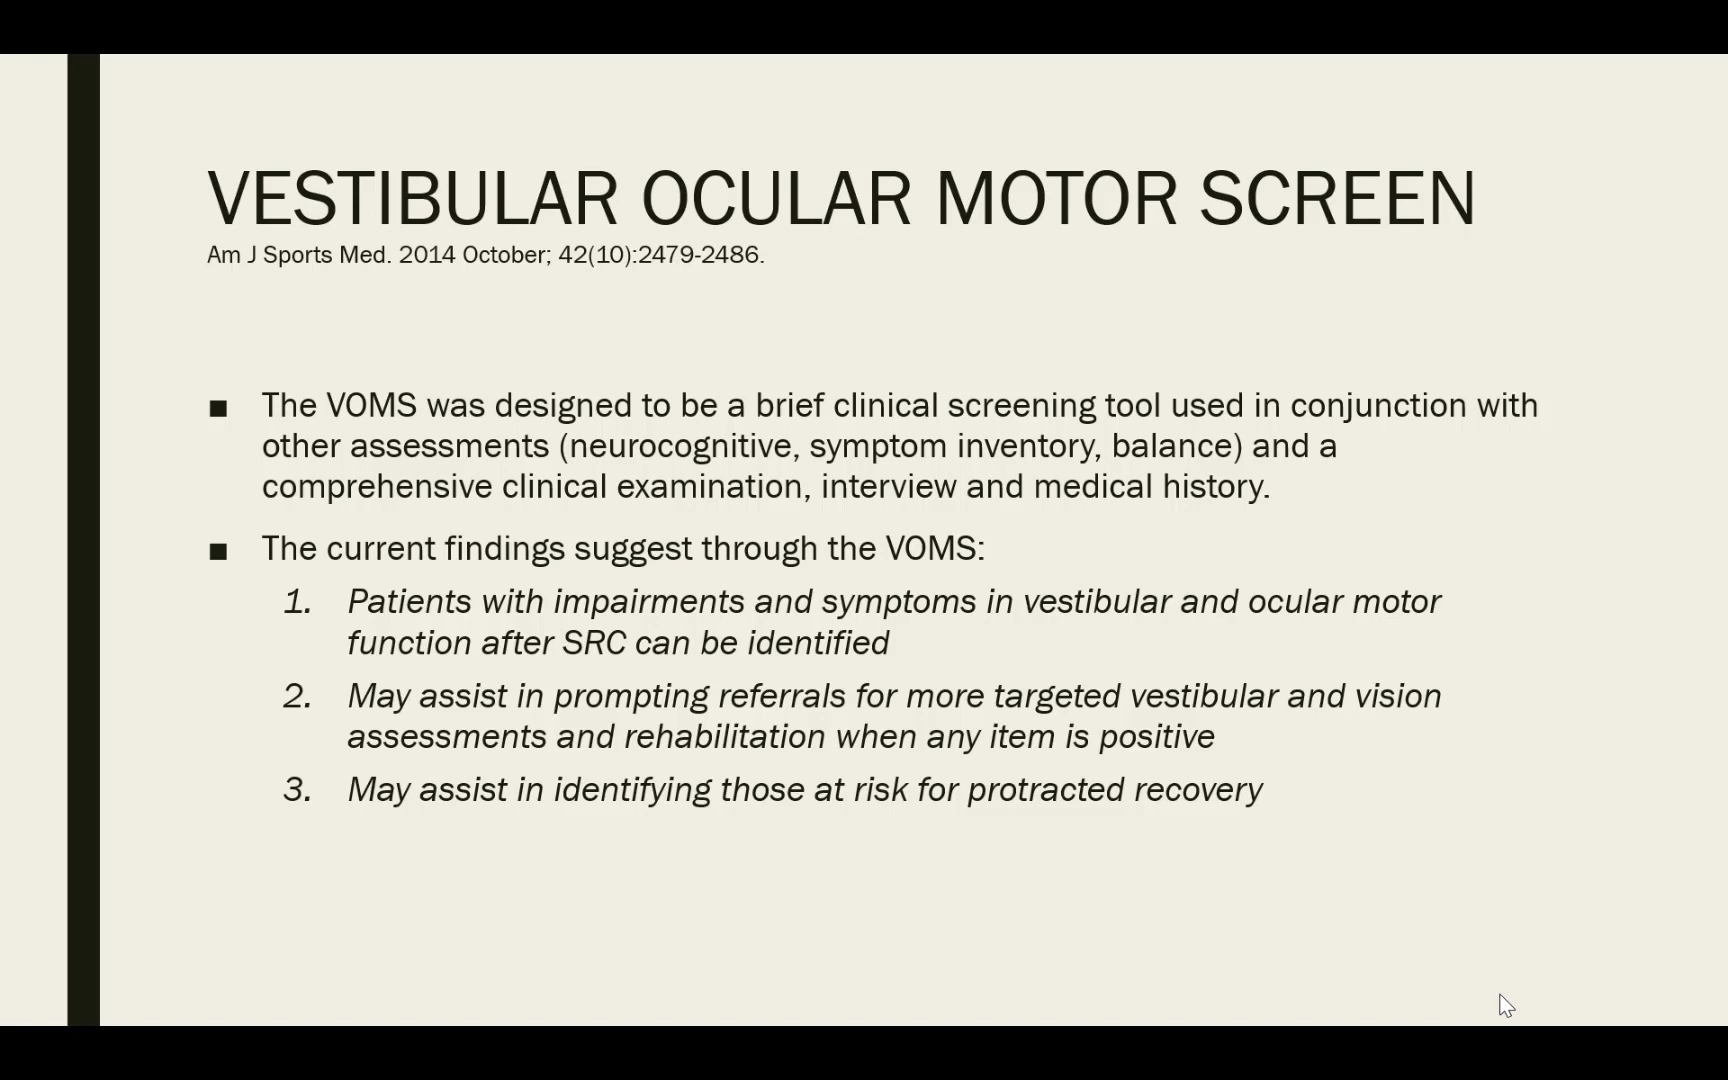 VESTIBULAR OCULAR MOTOR SCREEN
Am J Sports Med. 2014 October; 42(10):2479-2486.
■ The VOMS was designed to be a brief clinical screening tool used in conjunction with
other assessments (neurocognitive, symptom inventory, balance) and a
comprehensive clinical examination, interview and medical history.
■ The current findings suggest through the VOMS:
1. Patients with impairments and symptoms in vestibular and ocular motor
function after SRC can be identified
2. May assist in prompting referrals for more targeted vestibular and vision
assessments and rehabilitation when any item is positive
3. May assist in identifying those at risk for protracted recovery